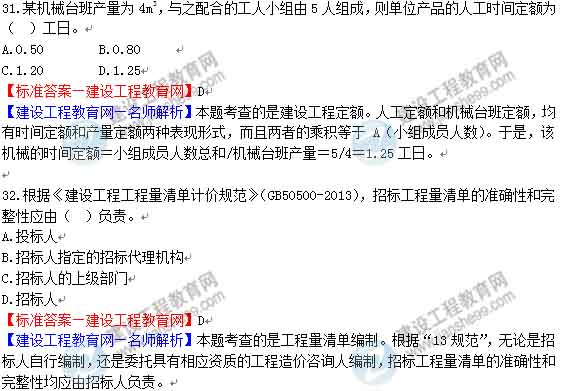 31.某机械台班产量为 4m³，与之配合的工人小组由 5 人组成，则单位产品的人工时间定额为
（ ）工日。
A.0.50 B.0.80
C.1.20 D.1.25
【标准答案—建设工程教育网】D
【建设工程教育网—名师解析】本题考查的是建设工程定额。人工定额和机械台班定额，均
有时间定额和产量定额两种表现形式，而且两者的乘积等于 A（小组成员人数）。于是，该
机械的时间定额＝小组成员人数总和/机械台班产量＝5/4＝1.25 工日。
32.根据《建设工程工程量清单计价规范》（GB50500-2013），招标工程量清单的准确性和完
整性应由（ ）负责。
A.投标人
B.招标人指定的招标代理机构
C.招标人的上级部门
D.招标人
【标准答案—建设工程教育网】D
【建设工程教育网—名师解析】本题考查的是工程量清单编制。根据“13 规范”，无论是招
标人自行编制，还是委托具有相应资质的工程造价咨询人编制，招标工程量清单的准确性和
完整性均应由招标人负责。